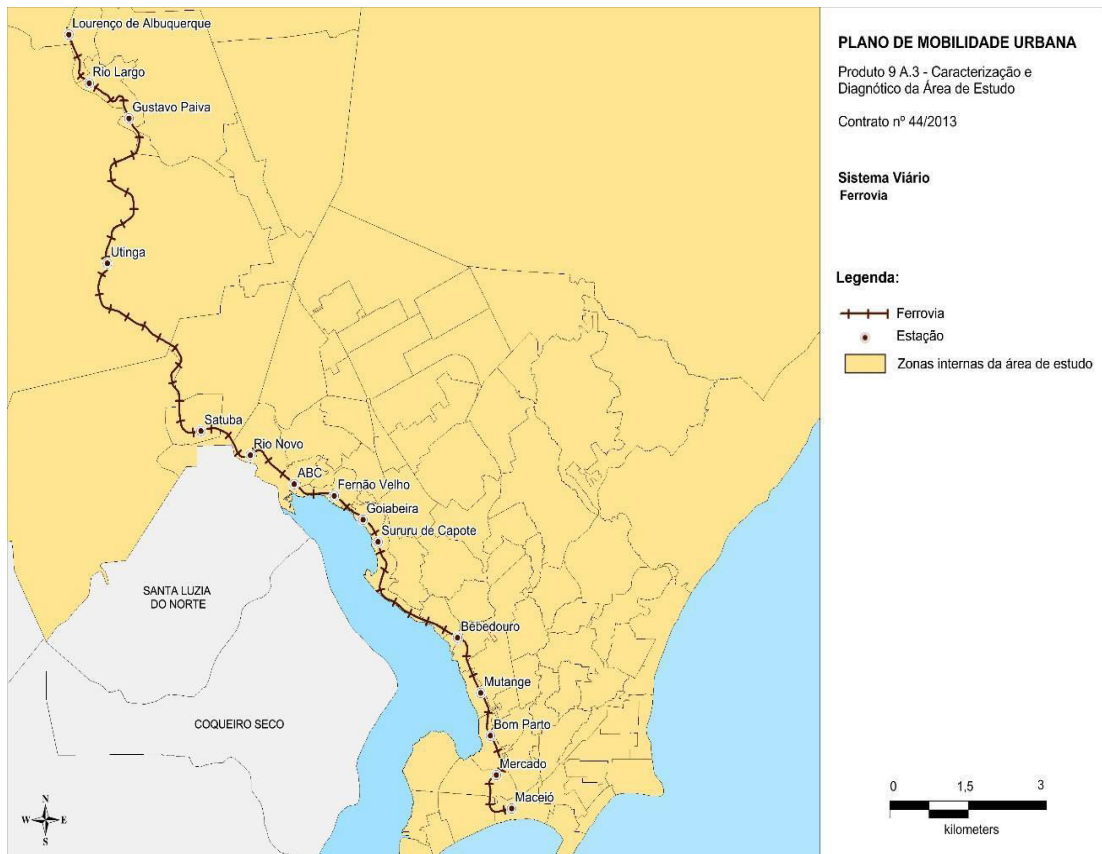 Lourenço de Albuquerque
Rio Largo
Gustavo Paiva
Utinga
Satuba
Rio Novo
ABC
Fernão Velho
Goiabeira
Sururu de Capote
SANTA LUZIA
DO NORTE
Bebedouro
Mutange
COQUEIRO SECO
Bom Parto
Mercado
Maceió
N
W
E
S
PLANO DE MOBILIDADE URBANA
Produto 9 A.3 - Caracterização e
Diagnótico da Área de Estudo
Contrato nº 44/2013
Sistema Viário
Ferrovia
Legenda:
Ferrovia
Estação
Zonas internas da área de estudo
0 1,5 3
kilometers